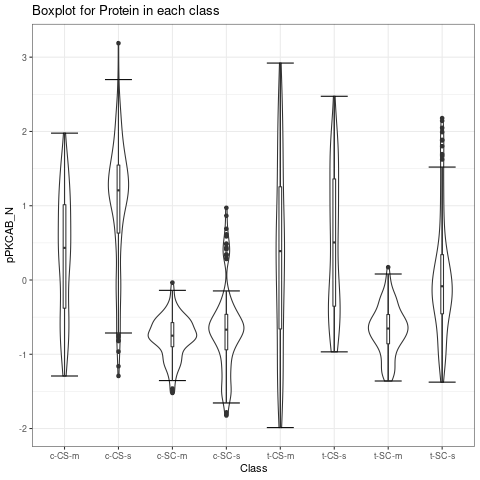 Boxplot for Protein in each class
pPKCAB_N
3
2
1
0
-1
-2
c-CS-m c-CS-s c-SC-m c-SC-s t-CS-m t-CS-s t-SC-m t-SC-s
Class